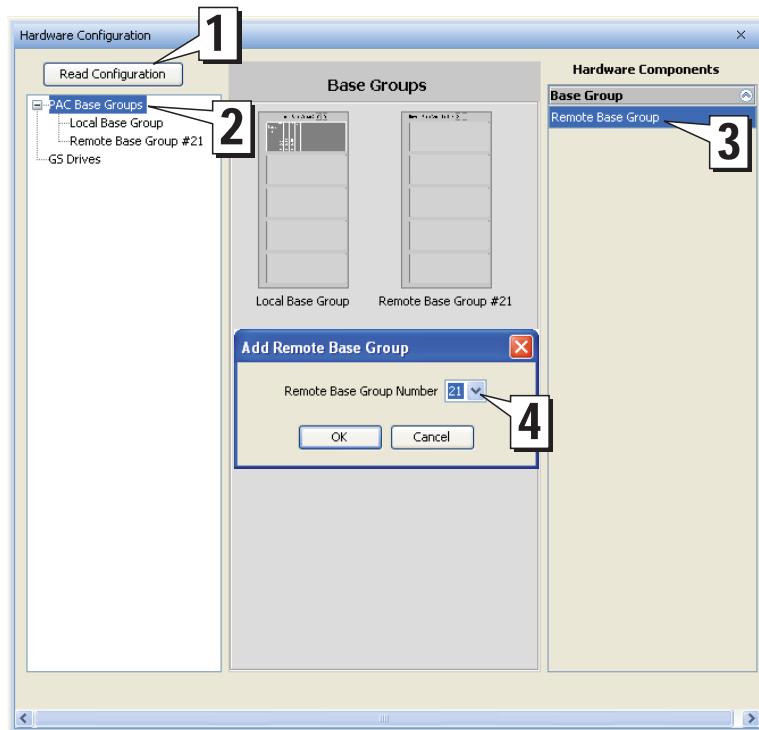 Hardware Configuration
1
Read Configuration
PAC Base Groups
2
Local Base Group
Remote Base Group #21
GS Drives
Base Groups
Local Base Group
Remote Base Group #21
Hardware Components
Base Group
Remote Base Group
3
Add Remote Base Group
Remote Base Group Number 21
4
OK Cancel